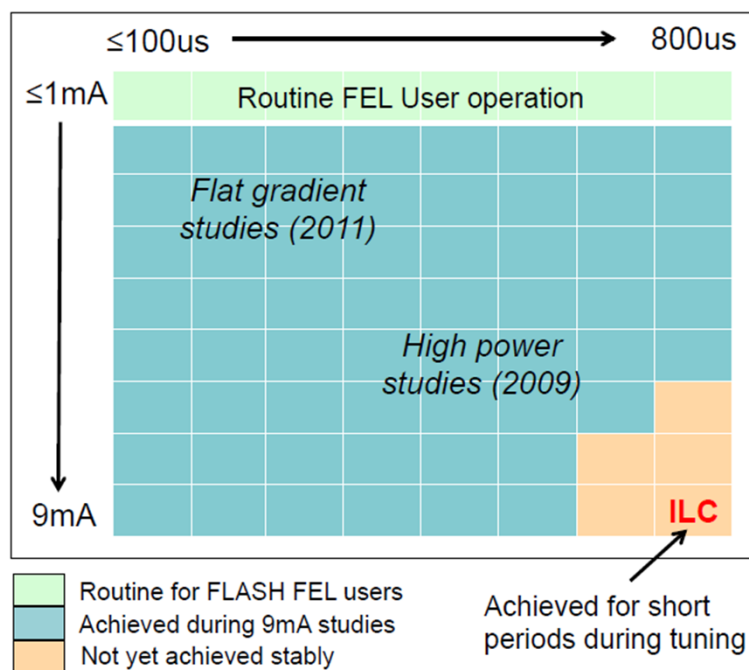 ≤100us
800us
≤1mA
Routine FEL User operation
Flat gradient
studies (2011)
High power
studies (2009)
9mA
ILC
Routine for FLASH FEL users
Achieved during 9mA studies
Not yet achieved stably
Achieved for short
periods during tuning